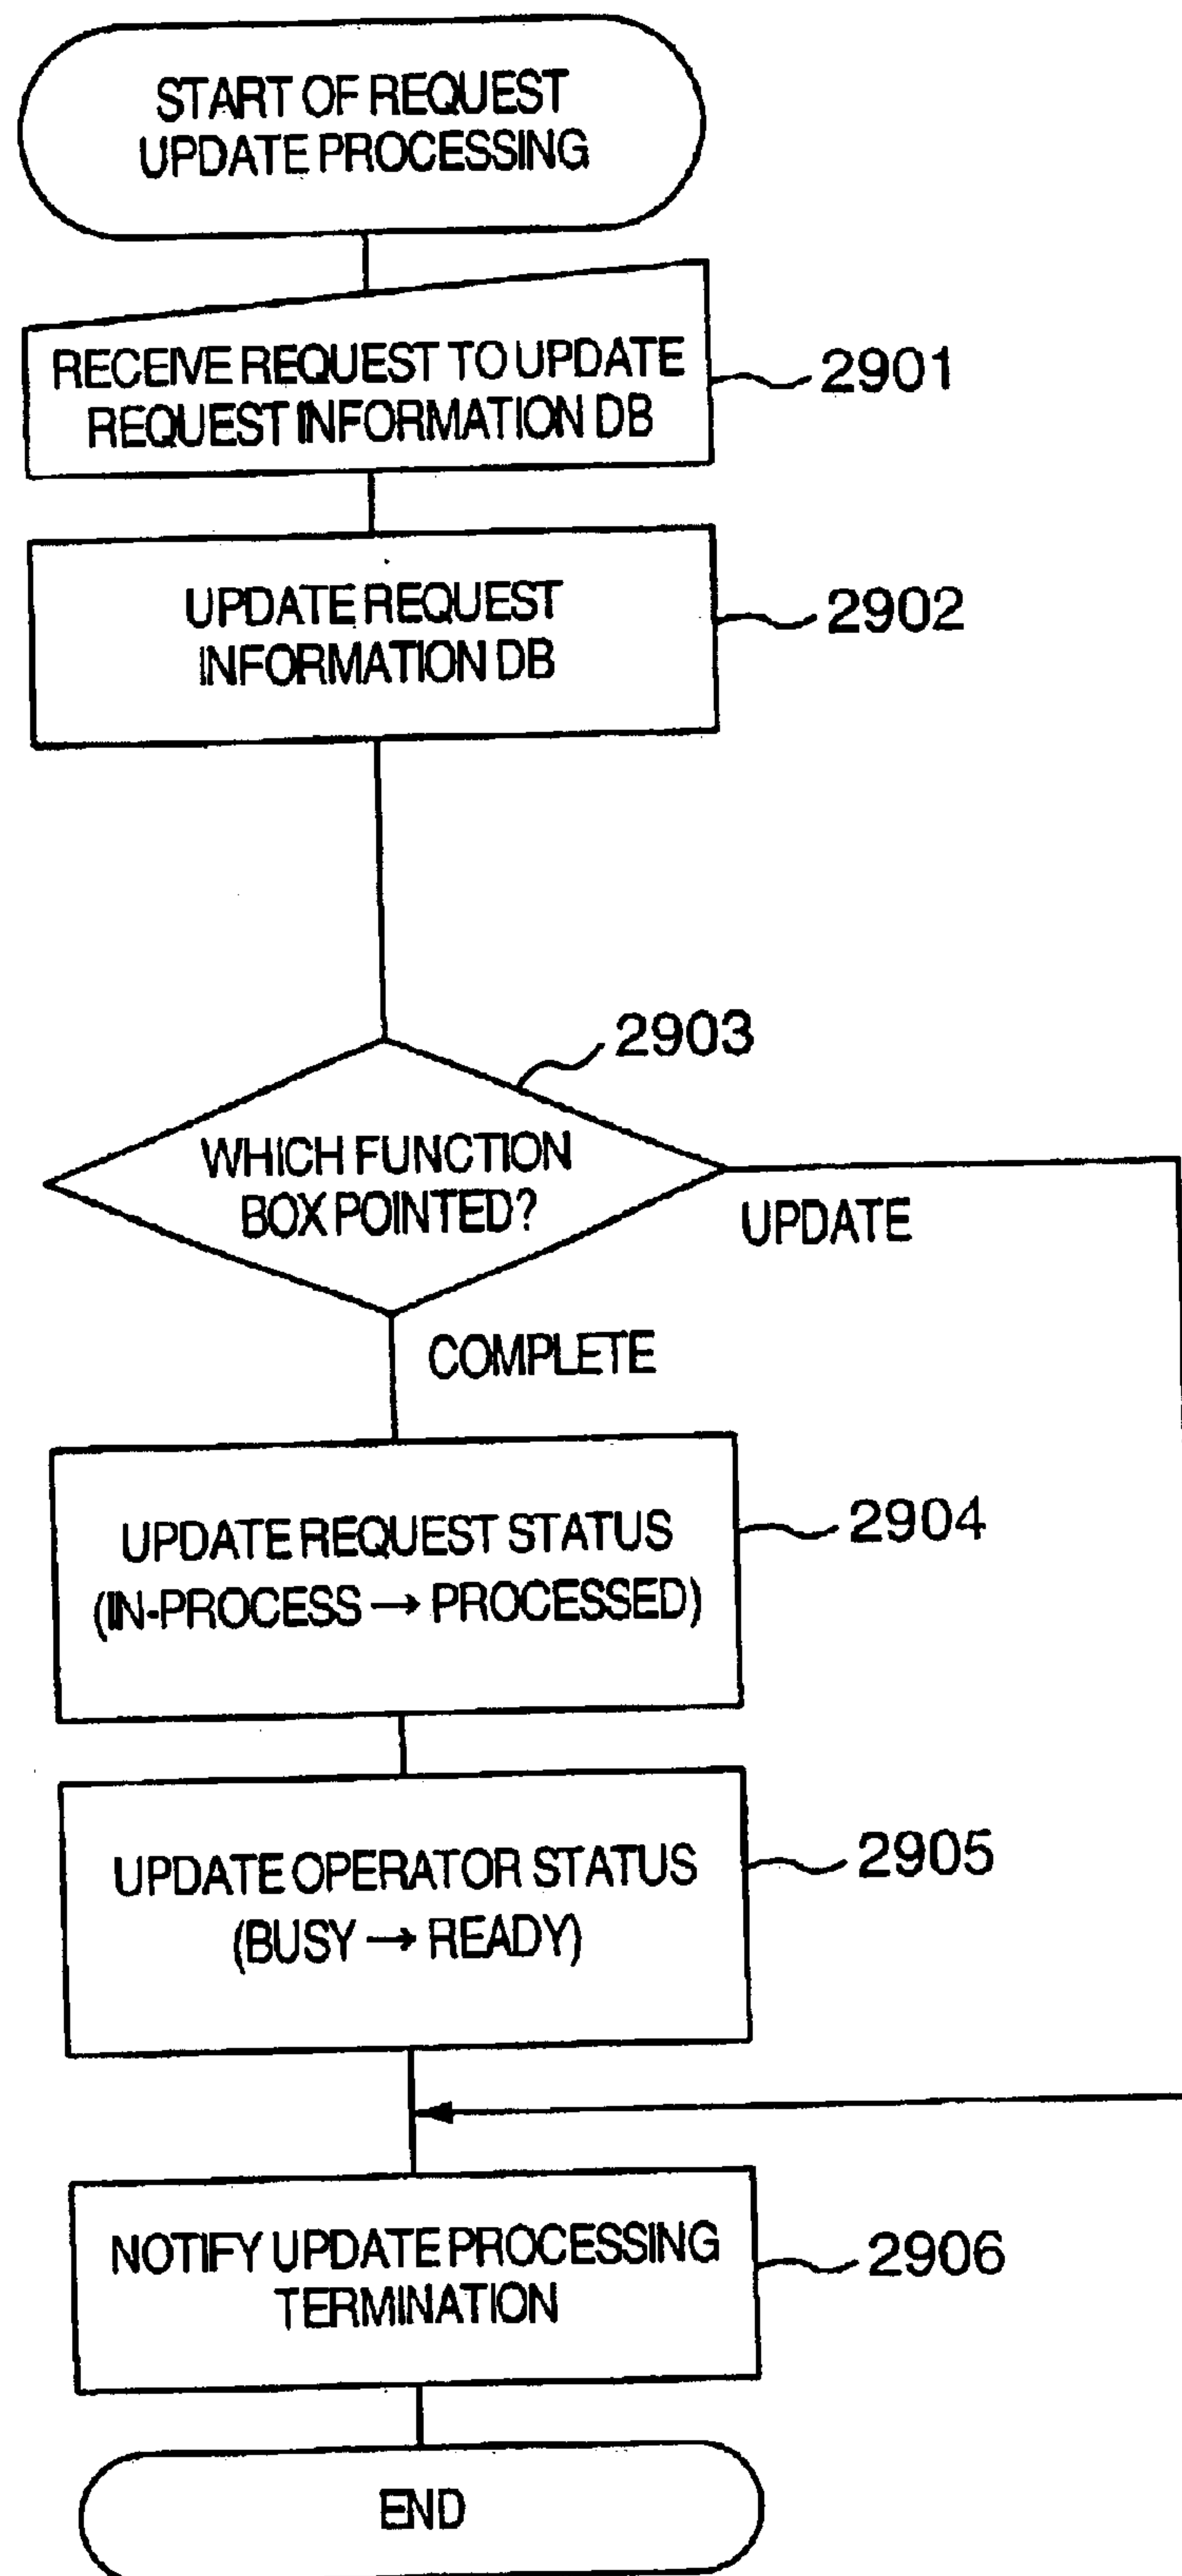 START OF REQUEST
UPDATE PROCESSING
RECEIVE REQUEST TO UPDATE
REQUEST INFORMATION DB
2901
UPDATE REQUEST
INFORMATION DB
2902
2903
WHICH FUNCTION
BOX POINTED?
UPDATE
COMPLETE
UPDATE REQUEST STATUS
(IN-PROCESS → PROCESSED)
2904
UPDATE OPERATOR STATUS
(BUSY → READY)
2905
NOTIFY UPDATE PROCESSING
TERMINATION
2906
END